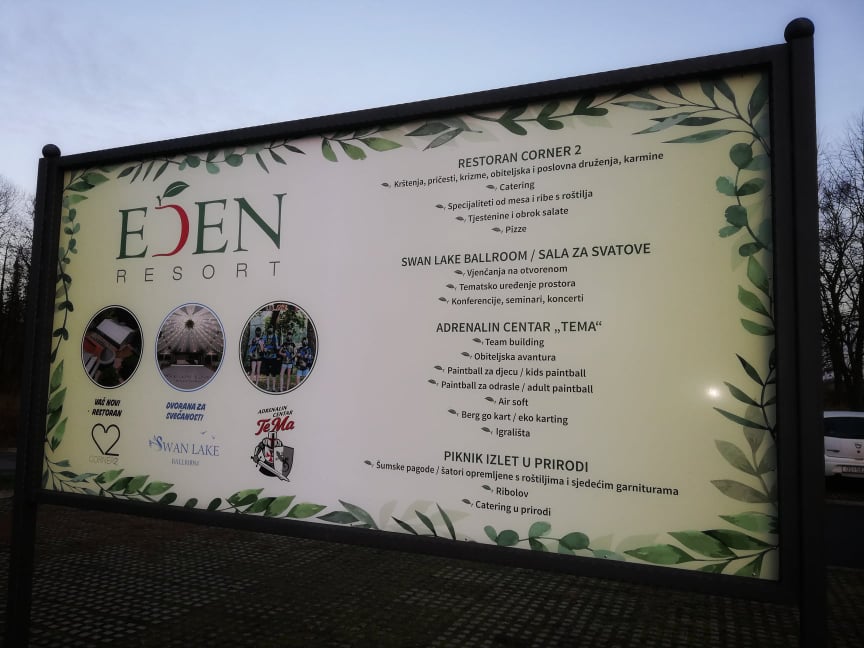 EDEN
RESORT
VAŠ NOVI
RESTORAN
CORNER2
DVORANA ZA
SVEČANOSTI
SWAN LAKE
BALLROOM
ADRENALIN
CENTAR
TeMa
RESTORAN CORNER 2
Krštenja, pričesti, krizme, obiteljska i poslovna druženja, karmine
Catering
Specijaliteti od mesa i ribe s roštilja
Tjestenine i obrok salate
Pizze
SWAN LAKE BALLROOM / SALA ZA SVATOVE
Vjenčanja na otvorenom
Tematsko uređenje prostora
Konferencije, seminari, koncerti
ADRENALIN CENTAR „TEMA“
Team building
Obiteljska avantura
Paintball za djecu / kids paintball
Paintball za odrasle / adult paintball
Air soft
Berg go kart / eko karting
Igrališta
PIKNIK IZLET U PRIRODI
Šumske pagode / šatori opremljene s roštiljima i sjedećim garniturama
Ribolov
Catering u prirodi